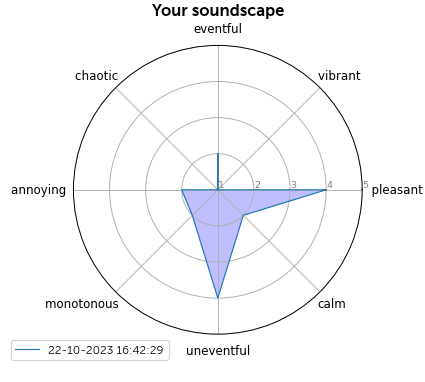 Your soundscape
eventful
chaotic
vibrant
annoying
1
2
3
4
5
pleasant
monotonous
calm
uneventful
22-10-2023 16:42:29